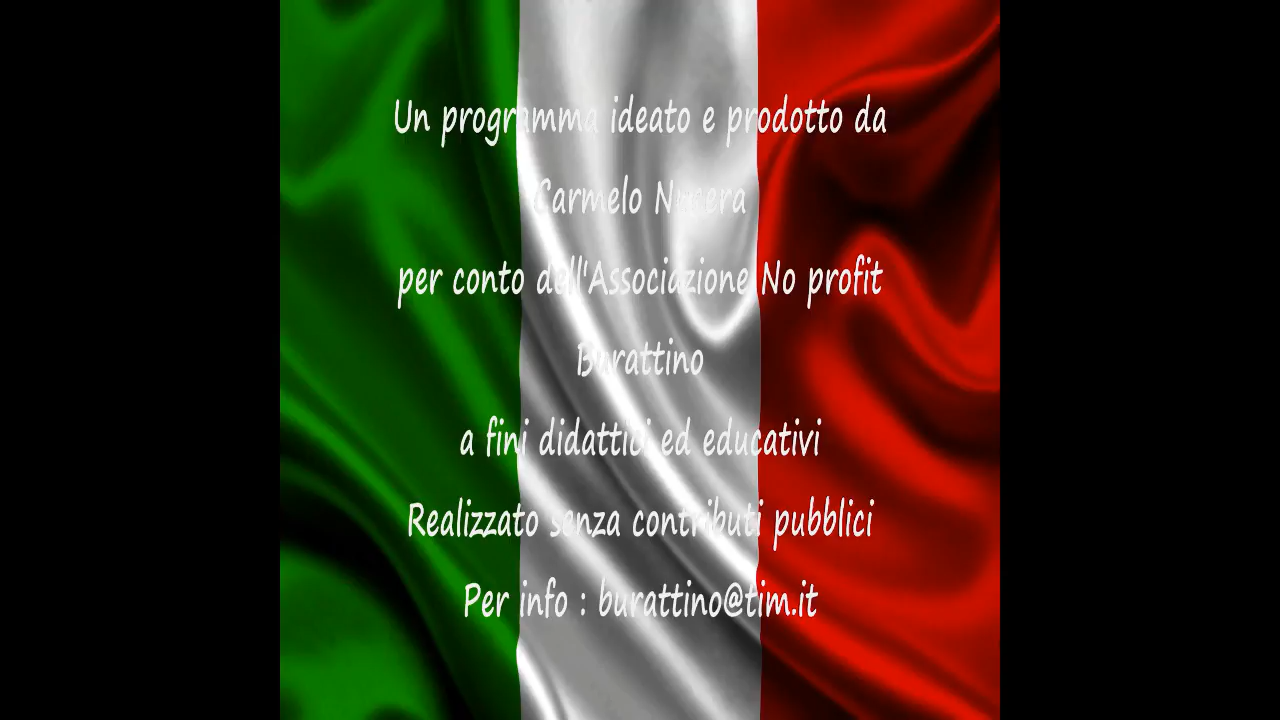 Un programma ideato e prodotto da
Carmelo Nucera
per conto dell'Associazione No profit
Burattino
a fini didattici ed educativi
Realizzato senza contributi pubblici
Per info : burattino@tim.it